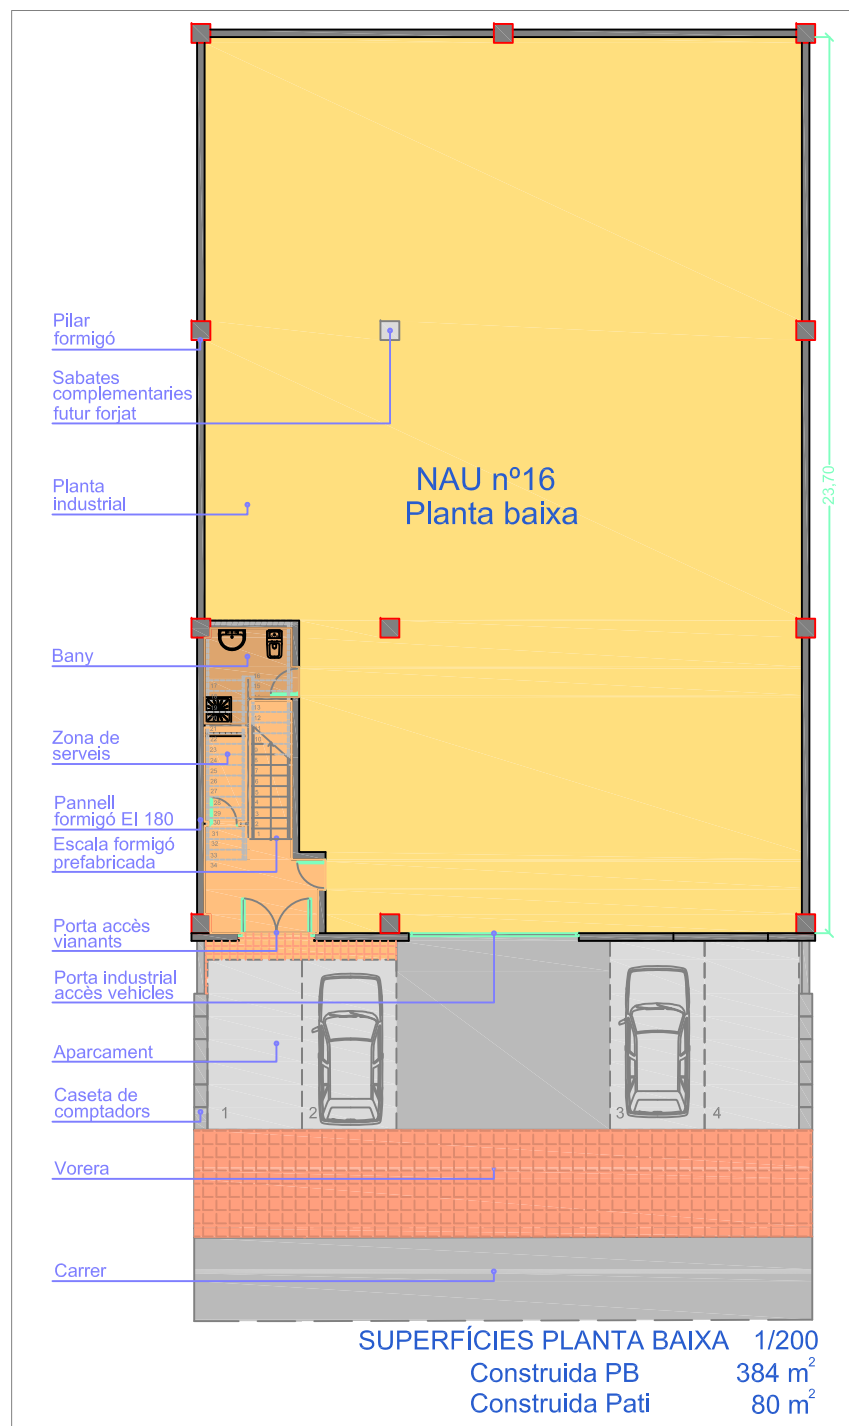 Pilar
formigó
Sabates
complementaries
futur forjat
NAU nº16
Planta baixa
Planta
industrial
23,70
Bany
Zona de
serveis
Pannell
formigó EI 180
Escala formigó
prefabricada
Porta accès
vianants
Porta industrial
accès vehicles
Aparcament
Caseta de
comptadors
1
2
3
4
Vorera
Carrer
SUPERFÍCIES PLANTA BAIXA 1/200
Construida PB 384 m²
Construida Pati 80 m²